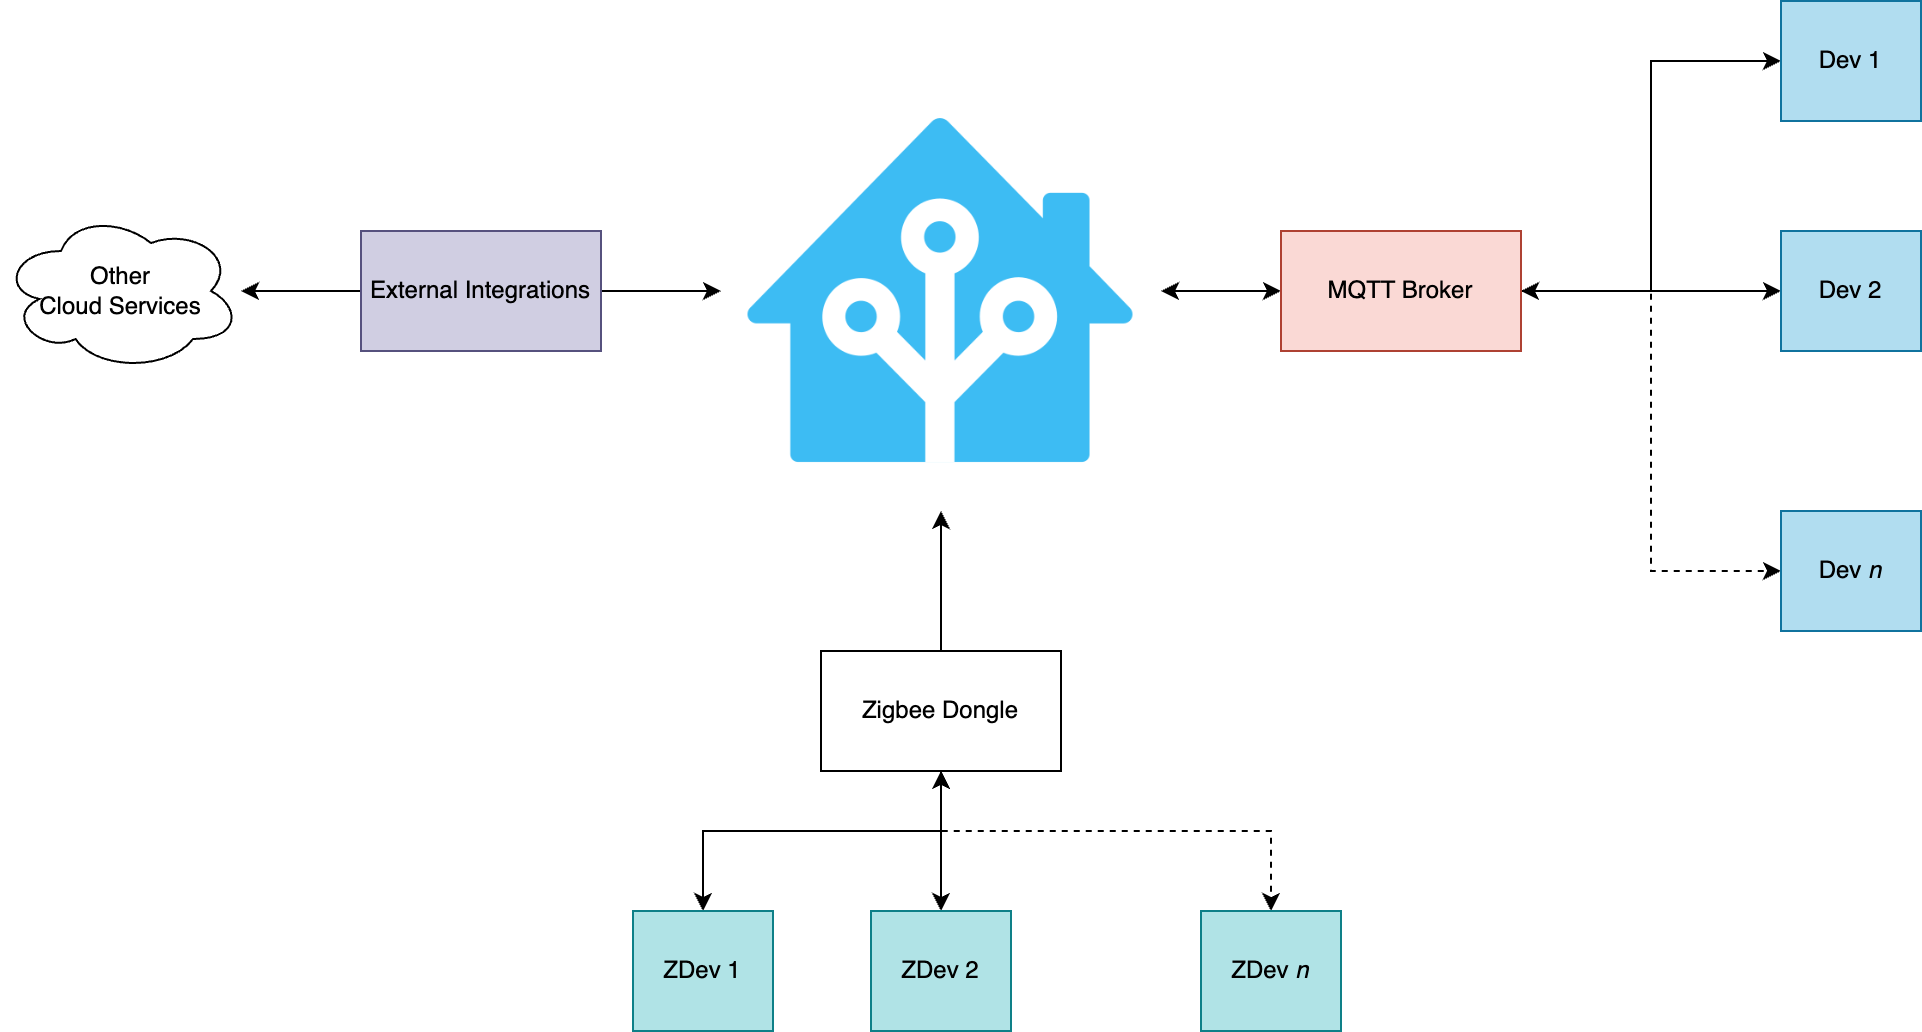 Dev 1
Other
Cloud Services
External Integrations
MQTT Broker
Dev 2
Dev n
Zigbee Dongle
ZDev 1
ZDev 2
ZDev n